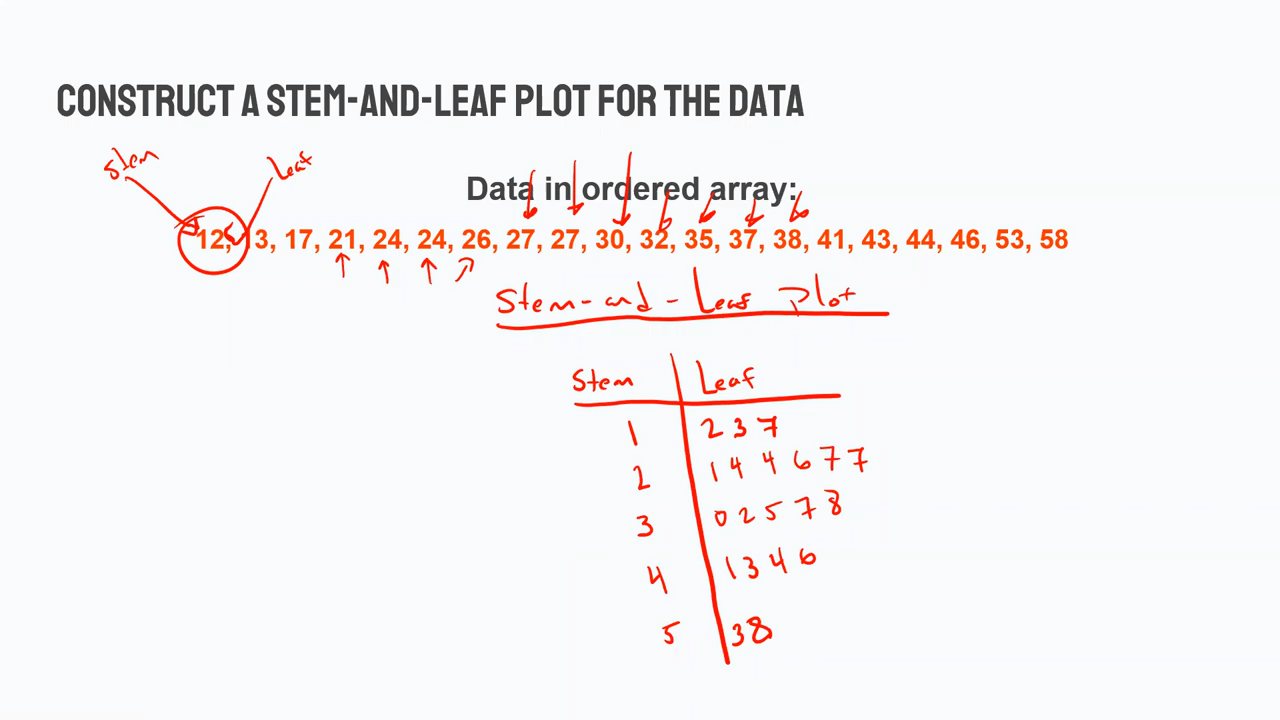 CONSTRUCT A STEM-AND-LEAF PLOT FOR THE DATA
Stem Leaf
Data in ordered array:
12, 3, 17, 21, 24, 24, 26, 27, 27, 30, 32, 35, 37, 38, 41, 43, 44, 46, 53, 58
Stem-and-Leaf Plot
Stem Leaf
1 2 3 7
2 1 4 4 6 7 7
3 0 2 5 7 8
4 1 3 4 6
5 3 8